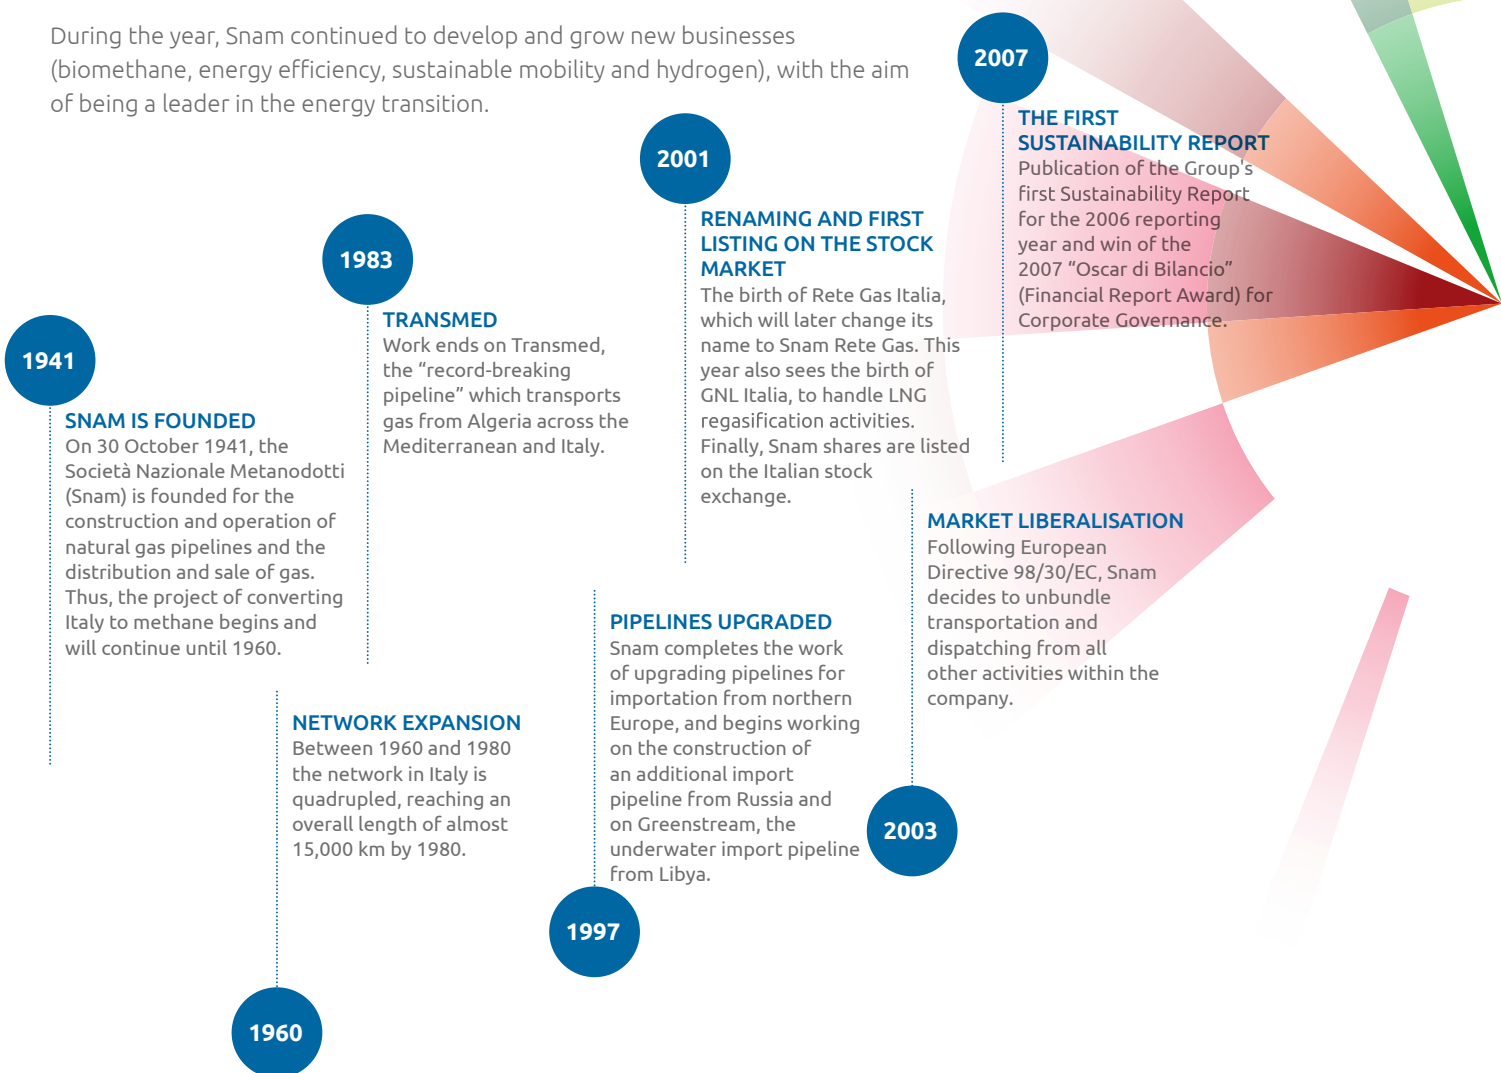 During the year, Snam continued to develop and grow new businesses
(biomethane, energy efficiency, sustainable mobility and hydrogen), with the aim
of being a leader in the energy transition.
1941
SNAM IS FOUNDED
On 30 October 1941, the
Società Nazionale Metanodotti
(Snam) is founded for the
construction and operation of
natural gas pipelines and the
distribution and sale of gas.
Thus, the project of converting
Italy to methane begins and
will continue until 1960.
1960
NETWORK EXPANSION
Between 1960 and 1980
the network in Italy is
quadrupled, reaching an
overall length of almost
15,000 km by 1980.
1983
TRANSMED
Work ends on Transmed,
the “record-breaking
pipeline” which transports
gas from Algeria across the
Mediterranean and Italy.
1997
PIPELINES UPGRADED
Snam completes the work
of upgrading pipelines for
importation from northern
Europe, and begins working
on the construction of
an additional import
pipeline from Russia and
on Greenstream, the
underwater import pipeline
from Libya.
2001
RENAMING AND FIRST
LISTING ON THE STOCK
MARKET
The birth of Rete Gas Italia,
which will later change its
name to Snam Rete Gas. This
year also sees the birth of
GNL Italia, to handle LNG
regasification activities.
Finally, Snam shares are listed
on the Italian stock
exchange.
2003
MARKET LIBERALISATION
Following European
Directive 98/30/EC, Snam
decides to unbundle
transportation and
dispatching from all
other activities within the
company.
2007
THE FIRST
SUSTAINABILITY REPORT
Publication of the Group's
first Sustainability Report
for the 2006 reporting
year and win of the
2007 “Oscar di Bilancio”
(Financial Report Award) for
Corporate Governance.